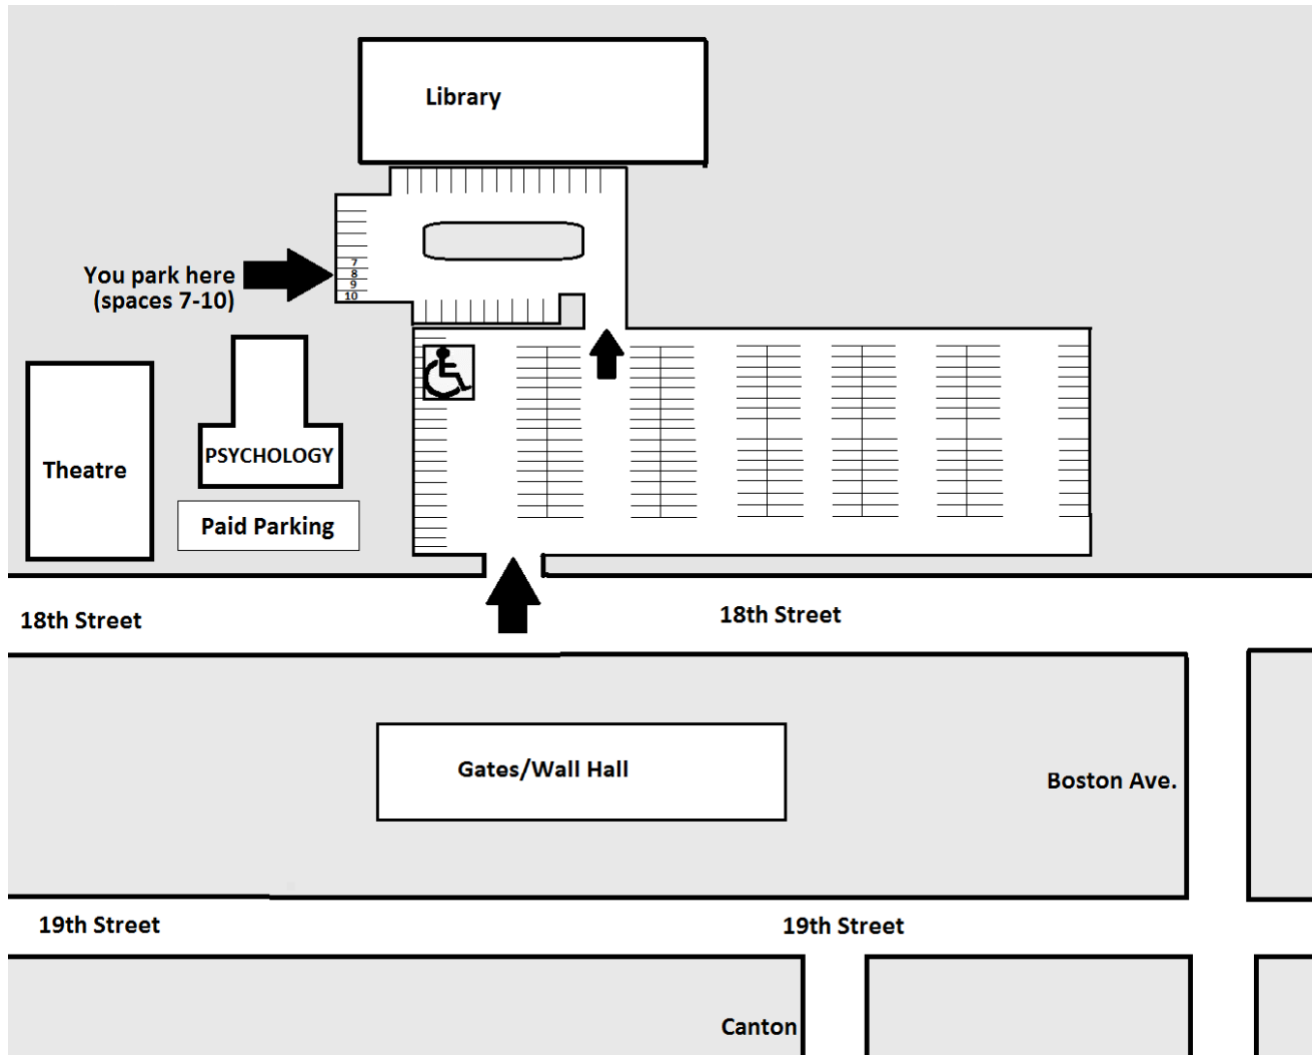 Library
You park here
(spaces 7-10)
7
8
9
10
PSYCHOLOGY
Theatre
Paid Parking
18th Street
18th Street
Gates/Wall Hall
Boston Ave.
19th Street
19th Street
Canton